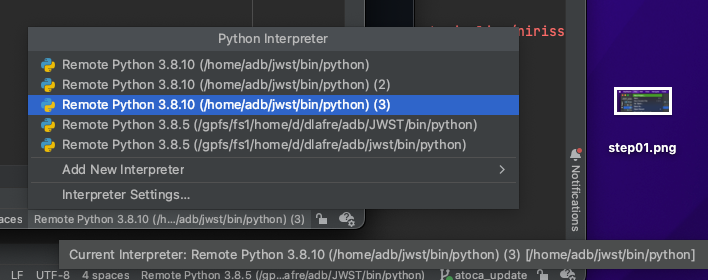 Python Interpreter
Remote Python 3.8.10 (/home/adb/jwst/bin/python)
Remote Python 3.8.10 (/home/adb/jwst/bin/python) (2)
Remote Python 3.8.10 (/home/adb/jwst/bin/python) (3)
Remote Python 3.8.5 (/gpfs/fs1/home/d/dlafre/adb/JWST/bin/python)
Remote Python 3.8.5 (/gpfs/fs1/home/d/dlafre/adb/jwst/bin/python)
Add New Interpreter
Interpreter Settings...
step01.png
Notifications
aces Remote Python 3.8.10 (/h.../adb/jwst/bin/python) (3)
Current Interpreter: Remote Python 3.8.10 (/home/adb/jwst/bin/python) (3) [/home/adb/jwst/bin/python]
LF UTF-8 4 spaces Remote Python 3.8.5 (/gp...afre/adb/JWST/bin/python) atoca_update